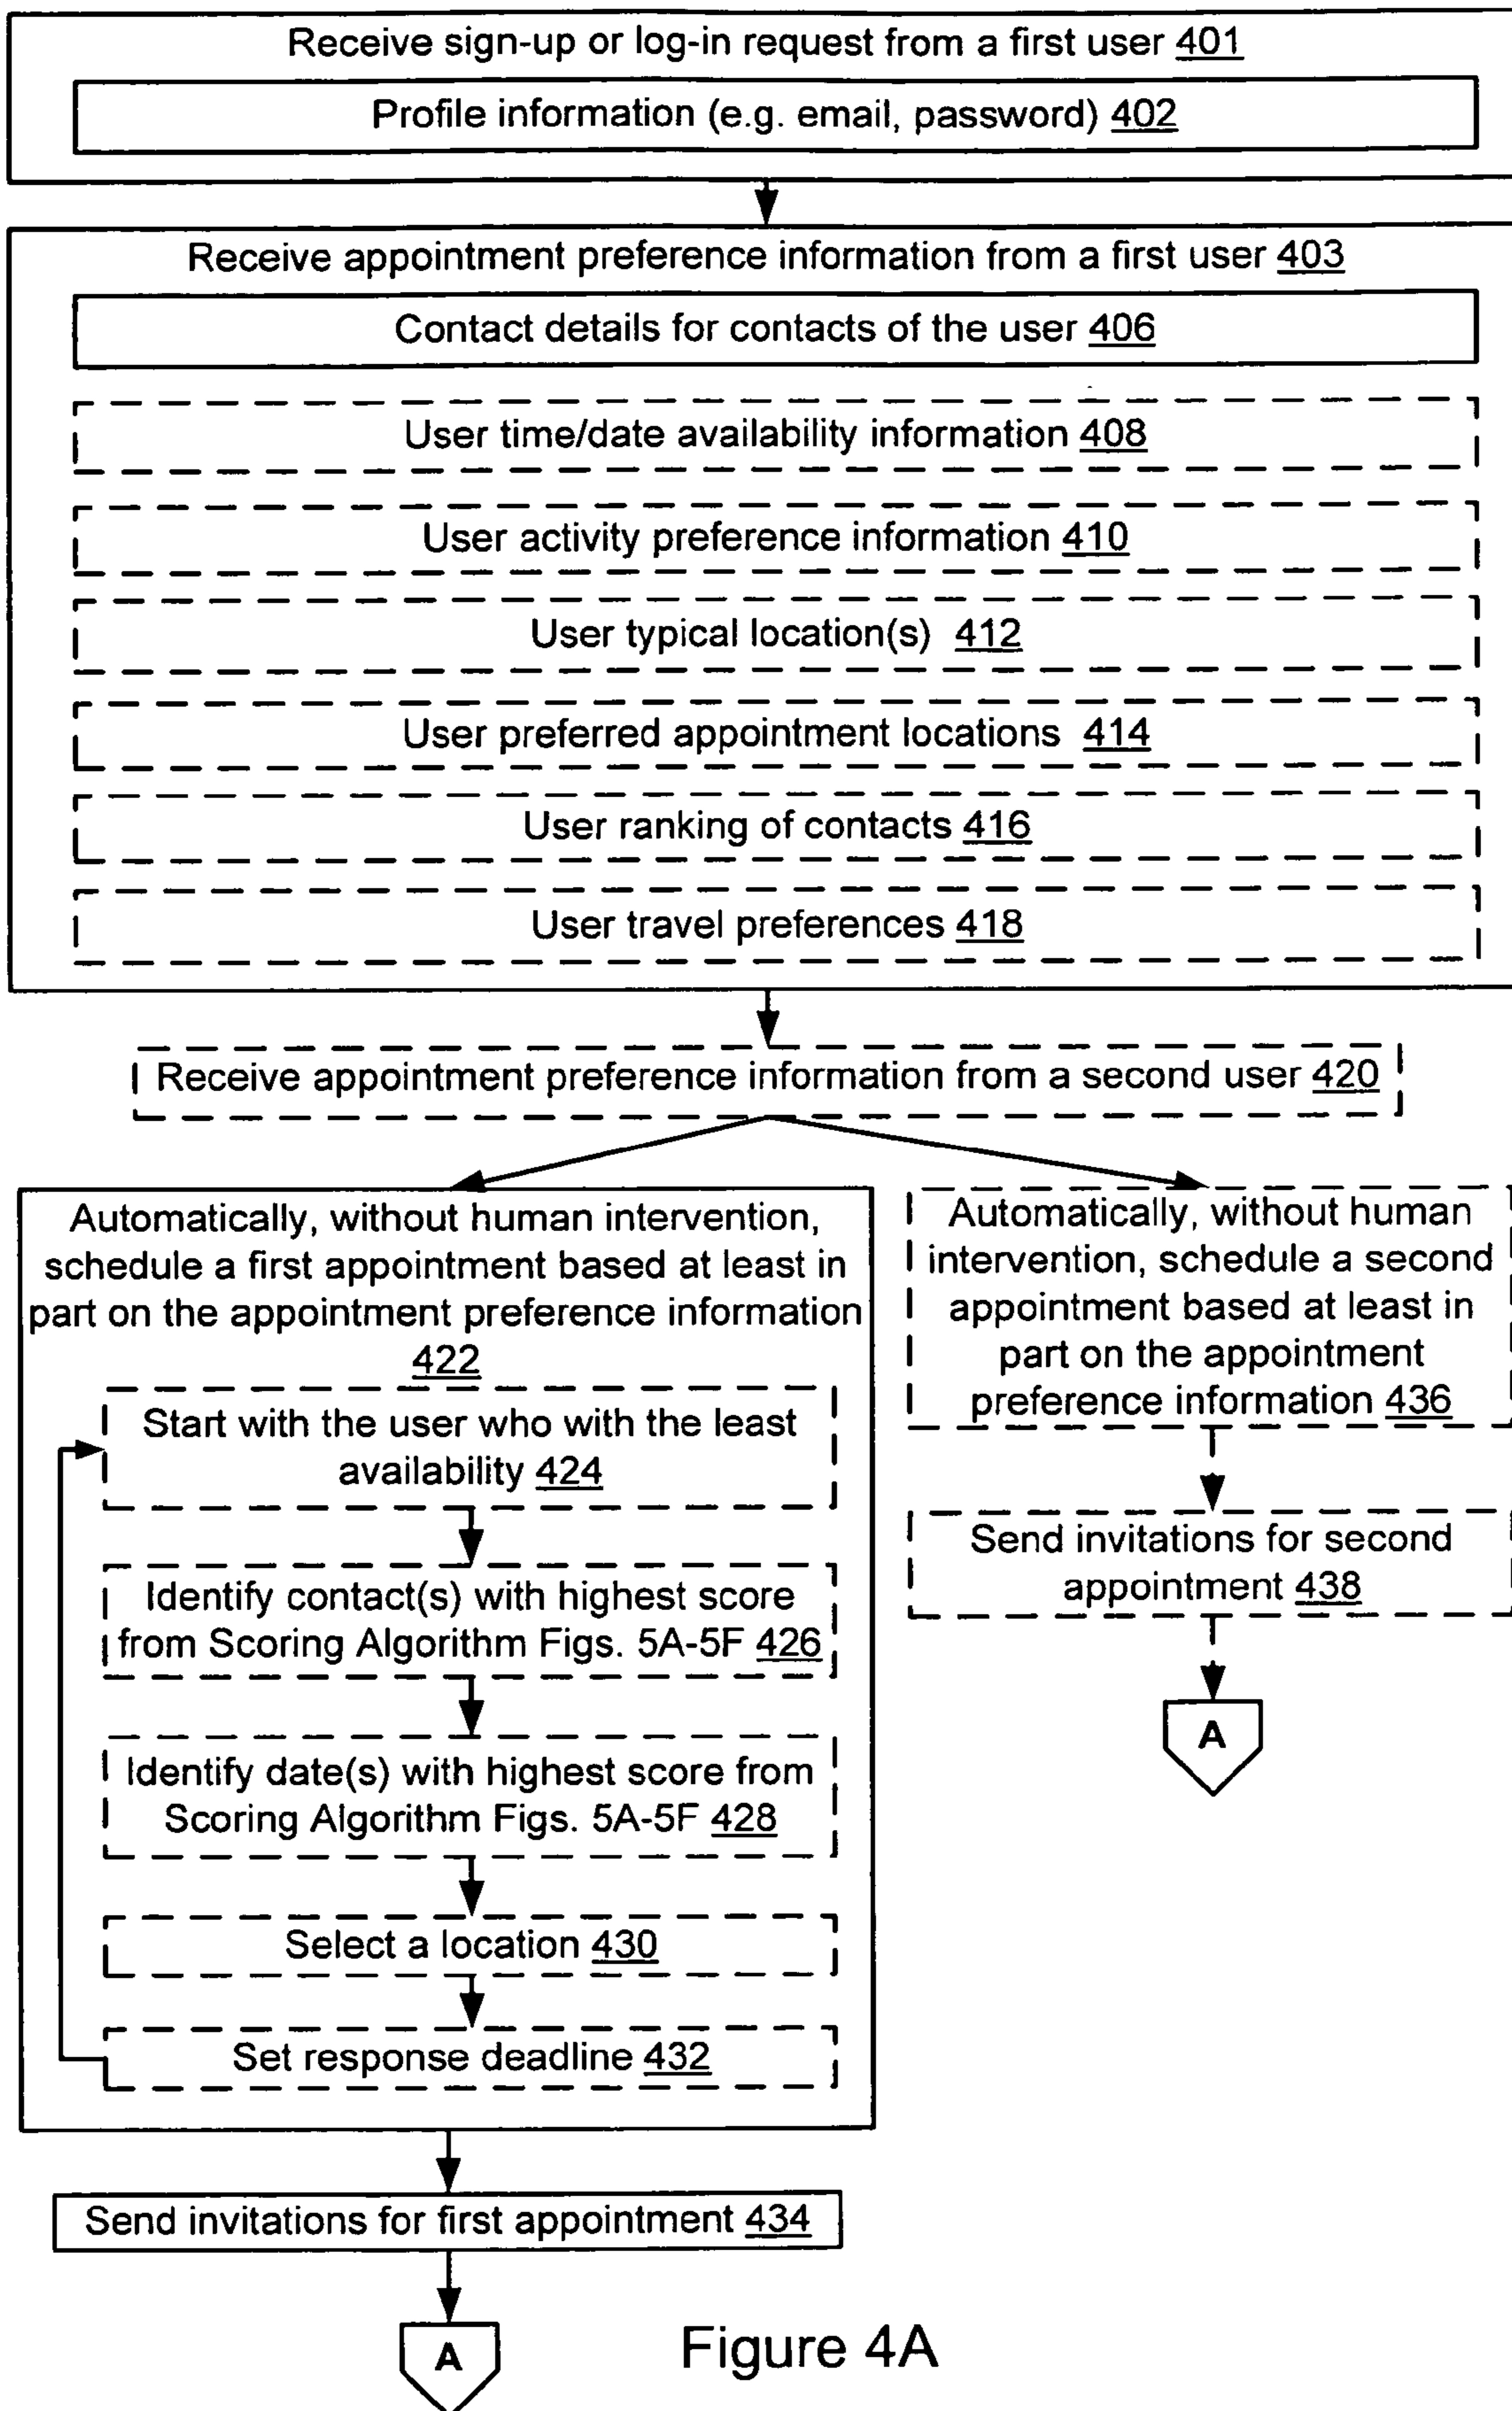 Receive sign-up or log-in request from a first user 401
Profile information (e.g. email, password) 402
Receive appointment preference information from a first user 403
Contact details for contacts of the user 406
User time/date availability information 408
User activity preference information 410
User typical location(s) 412
User preferred appointment locations 414
User ranking of contacts 416
User travel preferences 418
Receive appointment preference information from a second user 420
Automatically, without human intervention,
schedule a first appointment based at least in
part on the appointment preference information
422
Start with the user who with the least
availability 424
Identify contact(s) with highest score
from Scoring Algorithm Figs. 5A-5F 426
Identify date(s) with highest score from
Scoring Algorithm Figs. 5A-5F 428
Select a location 430
Set response deadline 432
Send invitations for first appointment 434
A
Automatically, without human
intervention, schedule a second
appointment based at least in
part on the appointment
preference information 436
Send invitations for second
appointment 438
A
Figure 4A